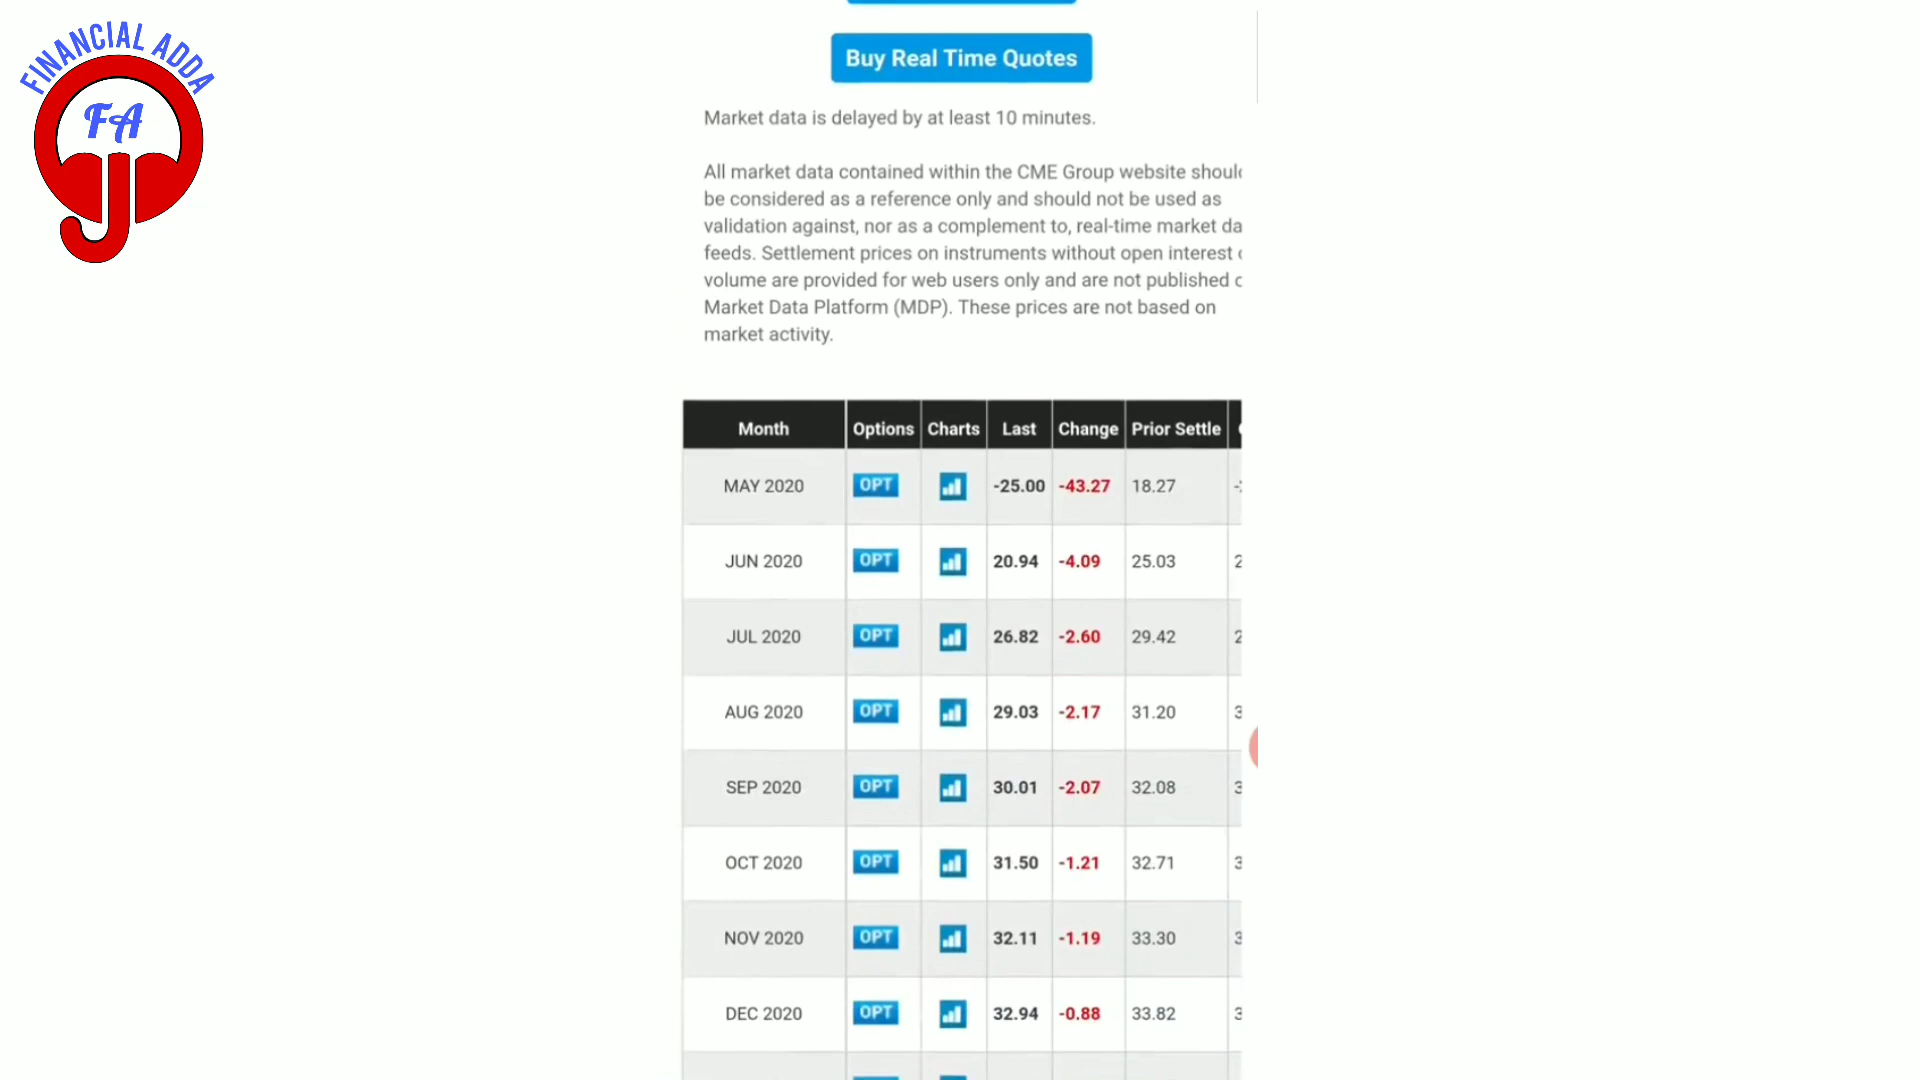 FINANCIAL ADDA
FA
Buy Real Time Quotes
Market data is delayed by at least 10 minutes.
All market data contained within the CME Group website
be considered as a reference only and should not be used as
validation against, nor as a complement to, real-time market
feeds. Settlement prices on instruments without open interest
volume are provided for web users only and are not published
Market Data Platform (MDP). These prices are not based on
market activity.
Month Options Charts Last Change Prior Settle
MAY 2020 OPT -25.00 -43.27 18.27
JUN 2020 OPT 20.94 -4.09 25.03
JUL 2020 OPT 26.82 -2.60 29.42
AUG 2020 OPT 29.03 -2.17 31.20
SEP 2020 OPT 30.01 -2.07 32.08
OCT 2020 OPT 31.50 -1.21 32.71
NOV 2020 OPT 32.11 -1.19 33.30
DEC 2020 OPT 32.94 -0.88 33.82